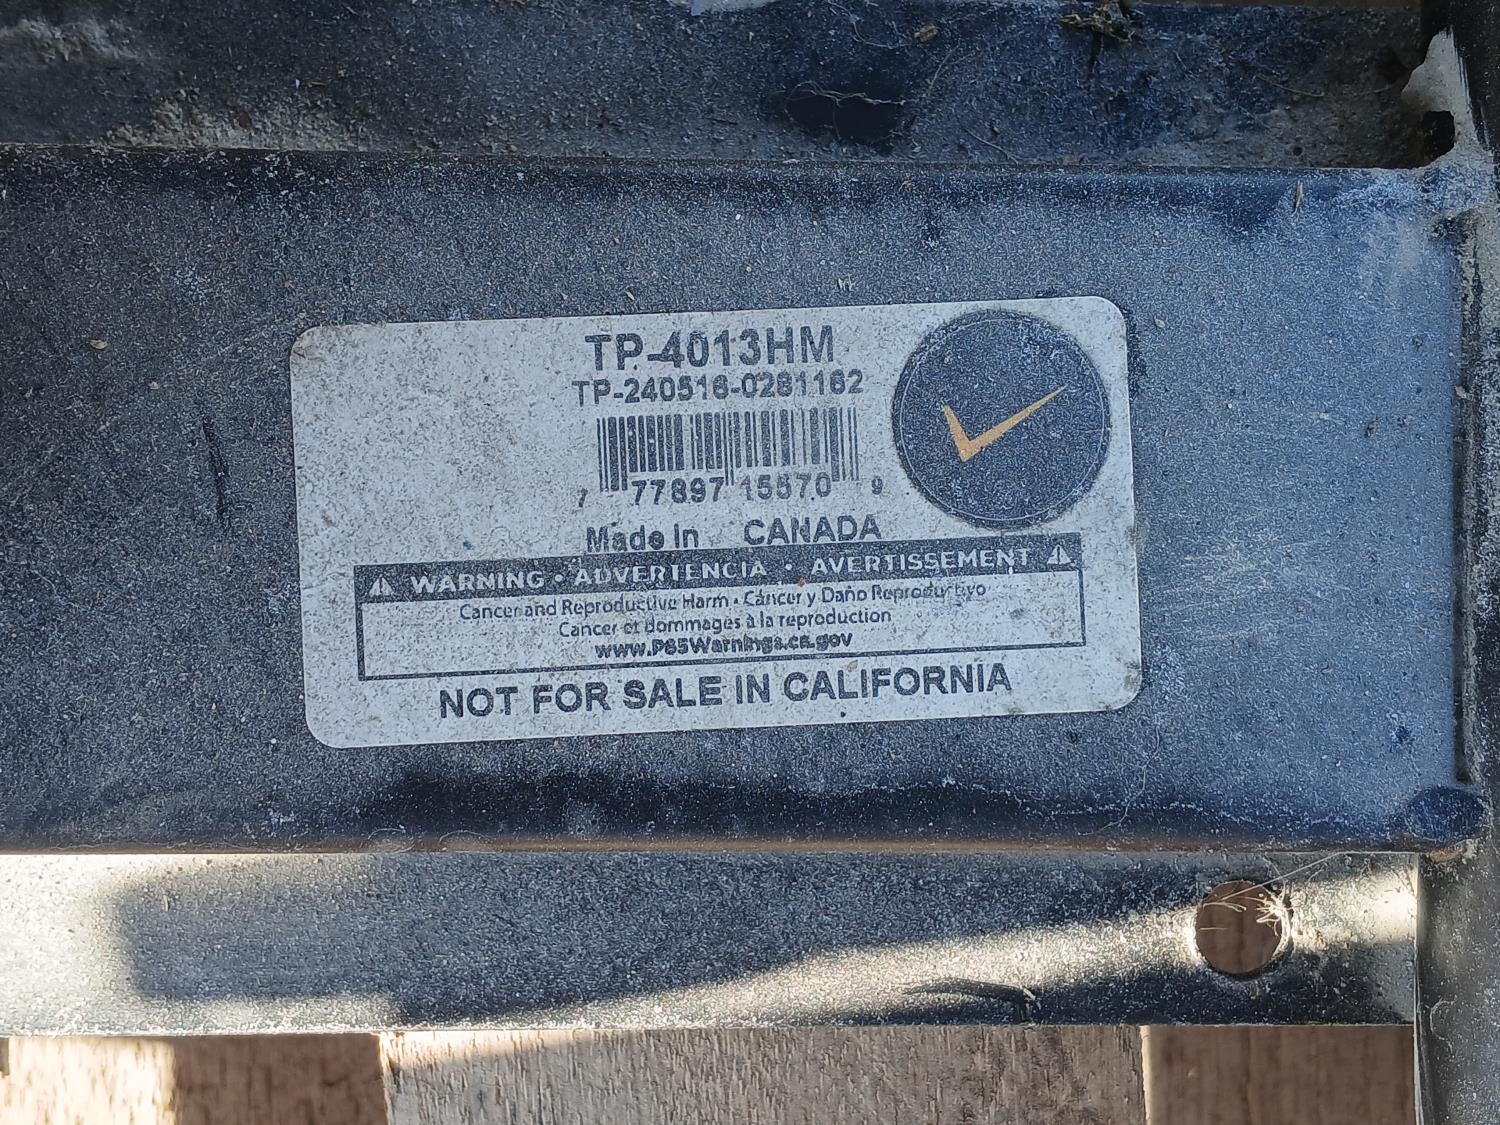 TP-4013HM
TP-240516-0281162
7 77897 15570 9
Made In CANADA
WARNING • ADVERTENCIA • AVERTISSEMENT
Cancer and Reproductive Harm • Cáncer y Daño Reproductivo
Cancer et dommages à la reproduction
www.P65Warnings.ca.gov
NOT FOR SALE IN CALIFORNIA